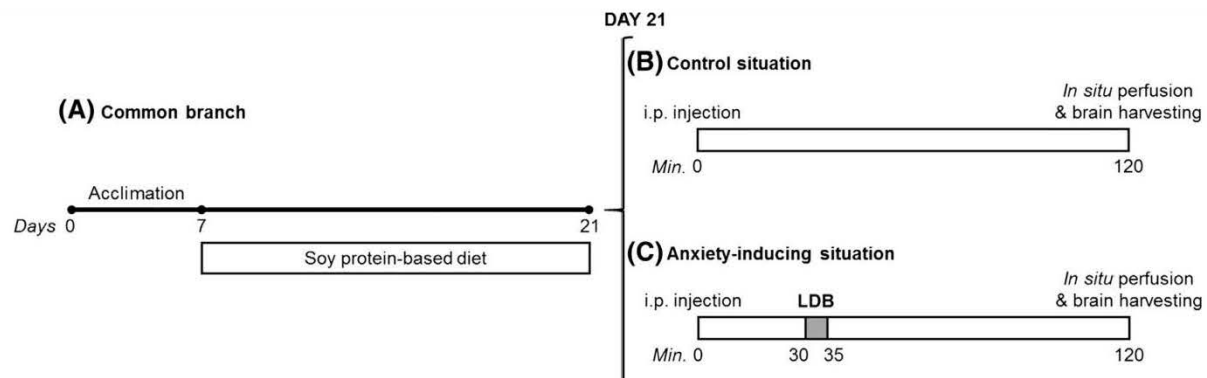 DAY 21
(A) Common branch
Acclimation
Days 0 7 21
Soy protein-based diet
(B) Control situation
In situ perfusion
i.p. injection & brain harvesting
Min. 0 120
(C) Anxiety-inducing situation
In situ perfusion
i.p. injection LDB & brain harvesting
Min. 0 30 35 120